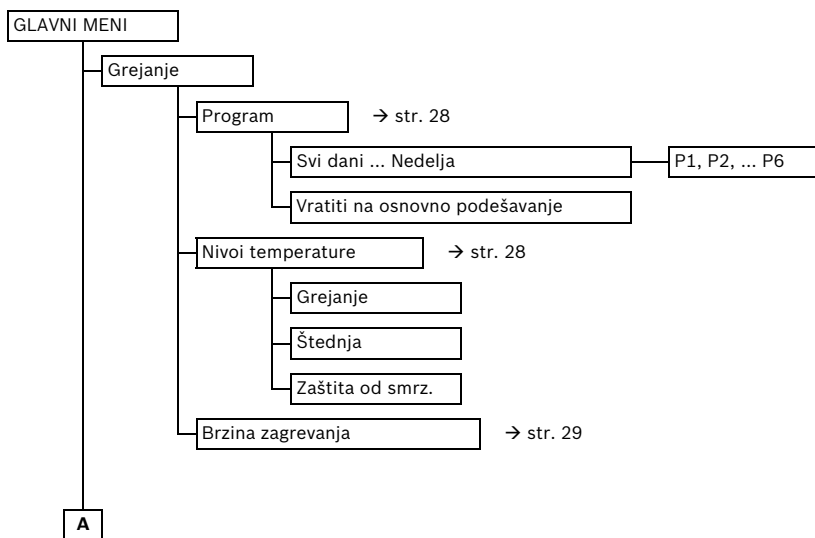 GLAVNI MENI
Grejanje
Program → str. 28
Svi dani ... Nedelja P1, P2, ... P6
Vratiti na osnovno podešavanje
Nivoi temperature → str. 28
Grejanje
Štednja
Zaštita od smrz.
Brzina zagrevanja → str. 29
A